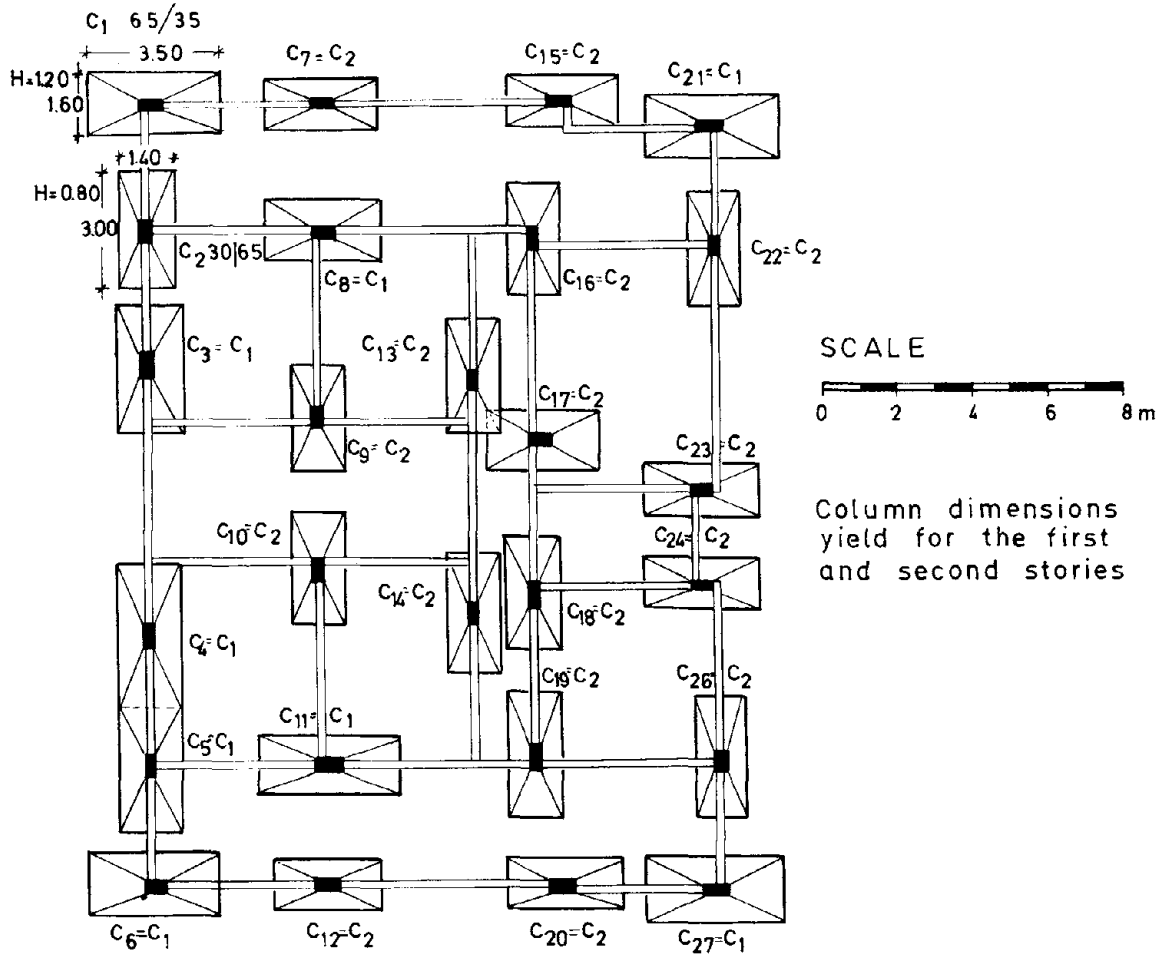 C1 65/35
3.50
H=1.20
1.60
C7=C2
C15=C2
C21=C1
1.40
H=0.80
3.00
C2 30|65
C8=C1
C16=C2
C22=C2
C3=C1
C13=C2
C17=C2
C9=C2
C23=C2
C10=C2
C24=C2
C14=C2
C18=C2
C4=C1
C19=C2
C26=C2
C11=C1
C5=C1
C6=C1
C12=C2
C20=C2
C27=C1
SCALE
0 2 4 6 8m
Column dimensions
yield for the first
and second stories